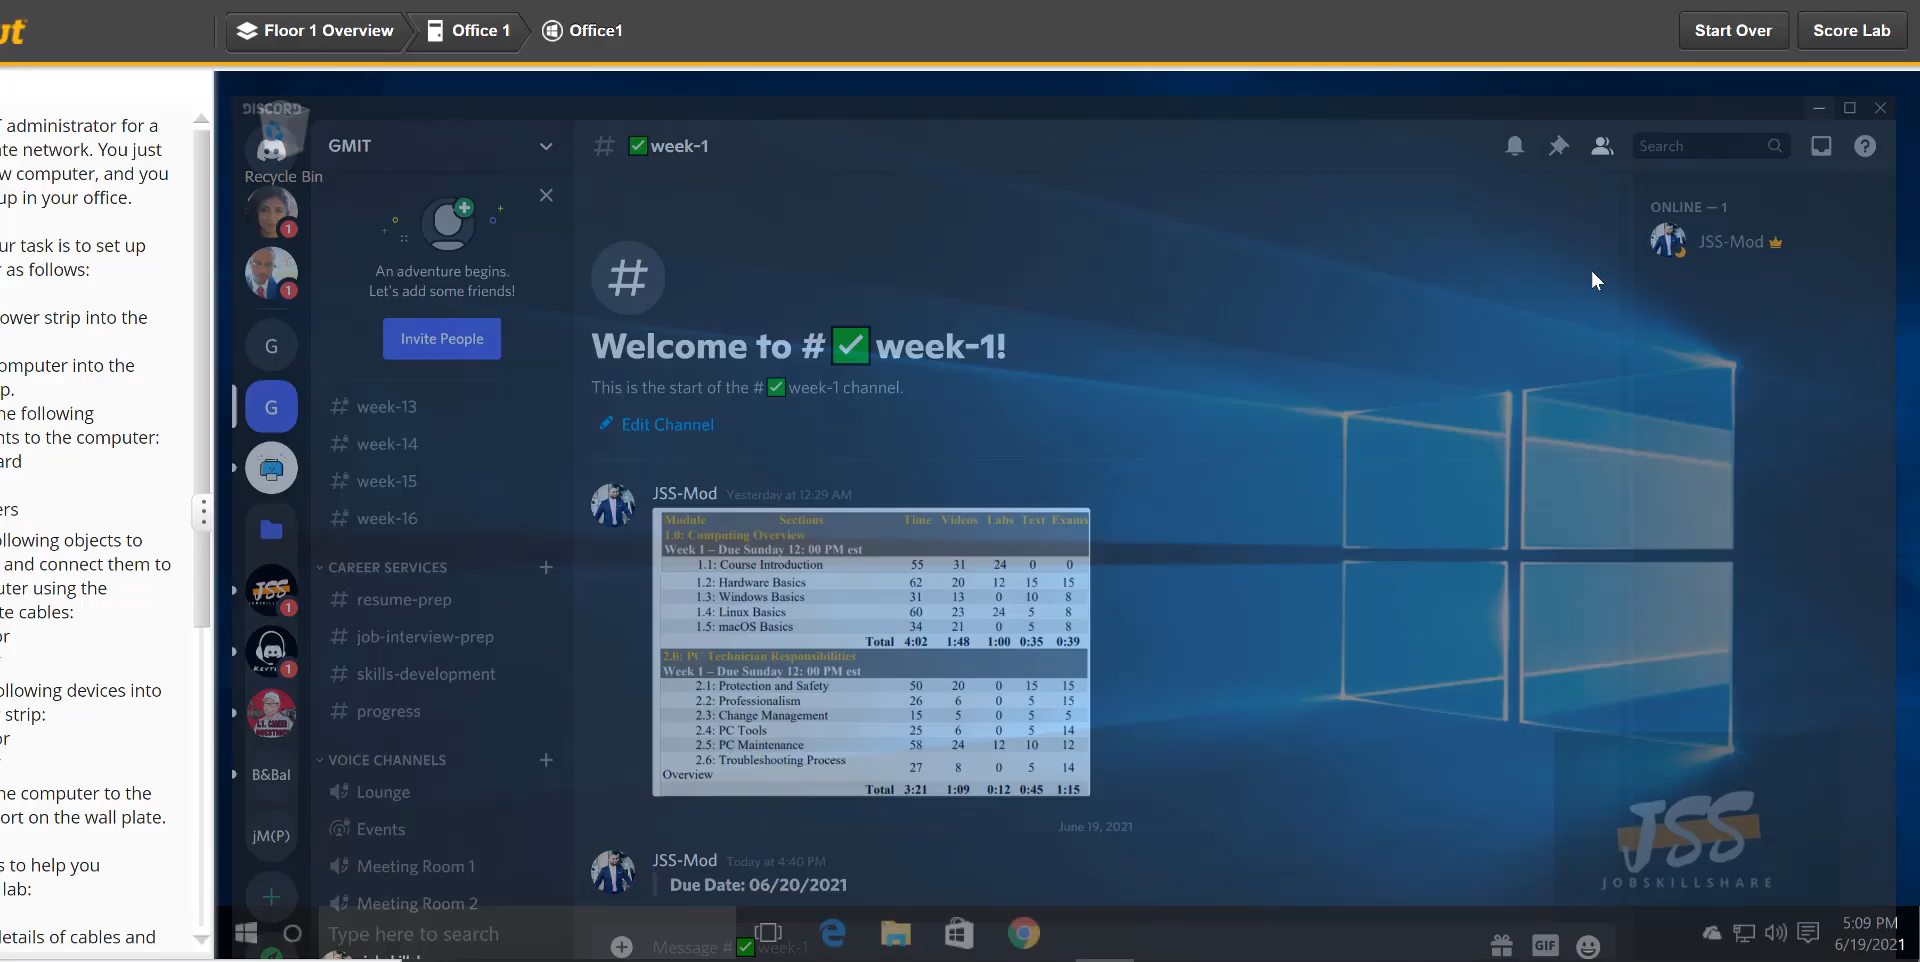 ut
Floor 1 Overview
Office 1
Office1
Start Over
Score Lab
administrator for a
te network. You just
w computer, and you
up in your office.
ur task is to set up
r as follows:
ower strip into the
omputer into the
p.
ne following
nts to the computer:
ard
ers
ollowing objects to
and connect them to
uter using the
te cables:
or
ollowing devices into
strip:
or
ne computer to the
ort on the wall plate.
s to help you
lab:
letails of cables and
DISCORD
Recycle Bin
G
G
JSS
JOBSKILLSHARE
KEVTECH
B&Bal
jM(P)
1
1
1
1
GMIT
An adventure begins.
Let's add some friends!
Invite People
week-13
week-14
week-15
week-16
CAREER SERVICES
# resume-prep
# job-interview-prep
# skills-development
# progress
VOICE CHANNELS
Lounge
Events
Meeting Room 1
Meeting Room 2
# ✅ week-1
Search
#
Welcome to # ✅ week-1!
This is the start of the # ✅ week-1 channel.
Edit Channel
JSS-Mod Yesterday at 12:29 AM
Module Sections Time Videos Labs Text Exams
1.0: Computing Overview
Week 1 – Due Sunday 12: 00 PM est
1.1: Course Introduction 55 31 24 0 0
1.2: Hardware Basics 62 20 12 15 15
1.3: Windows Basics 31 13 0 10 8
1.4: Linux Basics 60 23 24 5 8
1.5: macOS Basics 34 21 0 5 8
Total 4:02 1:48 1:00 0:35 0:39
2.0: PC Technician Responsibilities
Week 1 – Due Sunday 12: 00 PM est
2.1: Protection and Safety 50 20 0 15 15
2.2: Professionalism 26 6 0 5 15
2.3: Change Management 15 5 0 5 5
2.4: PC Tools 25 6 0 5 14
2.5: PC Maintenance 58 24 12 10 12
2.6: Troubleshooting Process
Overview 27 8 0 5 14
Total 3:21 1:09 0:12 0:45 1:15
June 19, 2021
JSS-Mod Today at 4:40 PM
Due Date: 06/20/2021
Message # ✅ week-1
GIF
ONLINE — 1
JSS-Mod
JSS
JOBSKILLSHARE
Type here to search
5:09 PM
6/19/2021